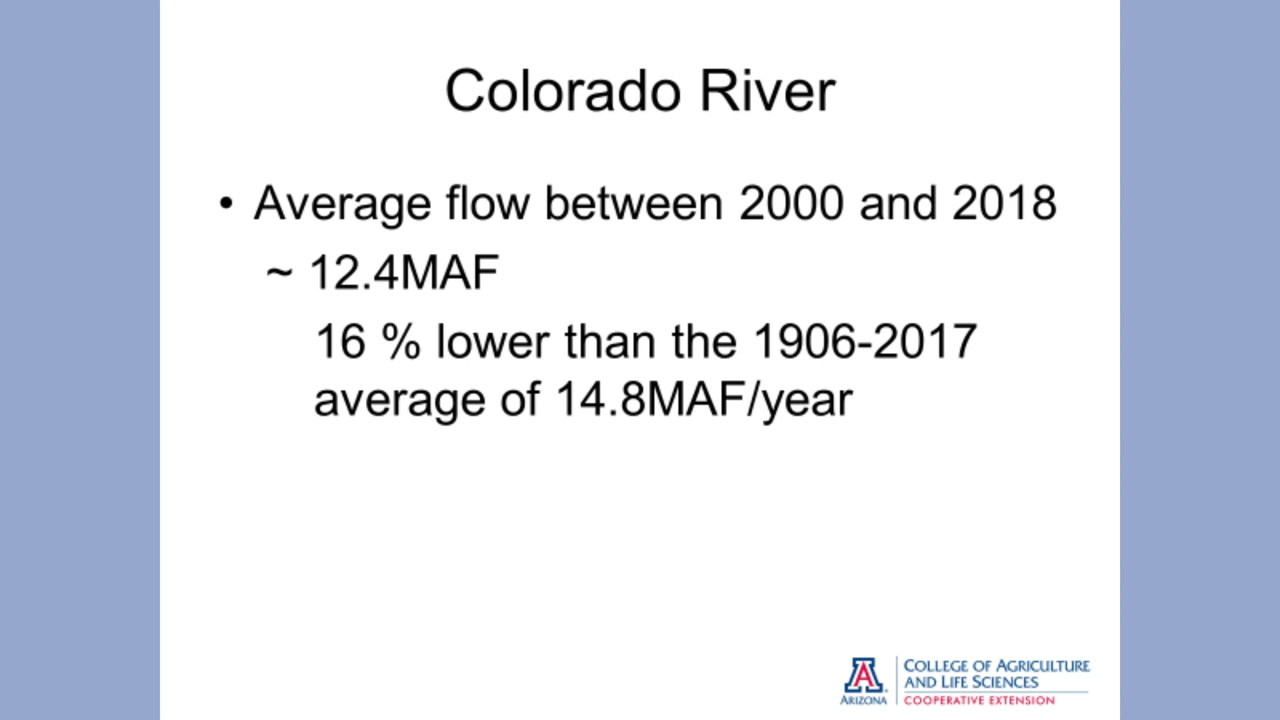 Colorado River
• Average flow between 2000 and 2018
~ 12.4MAF
16 % lower than the 1906-2017
average of 14.8MAF/year
A
ARIZONA
COLLEGE OF AGRICULTURE
AND LIFE SCIENCES
COOPERATIVE EXTENSION